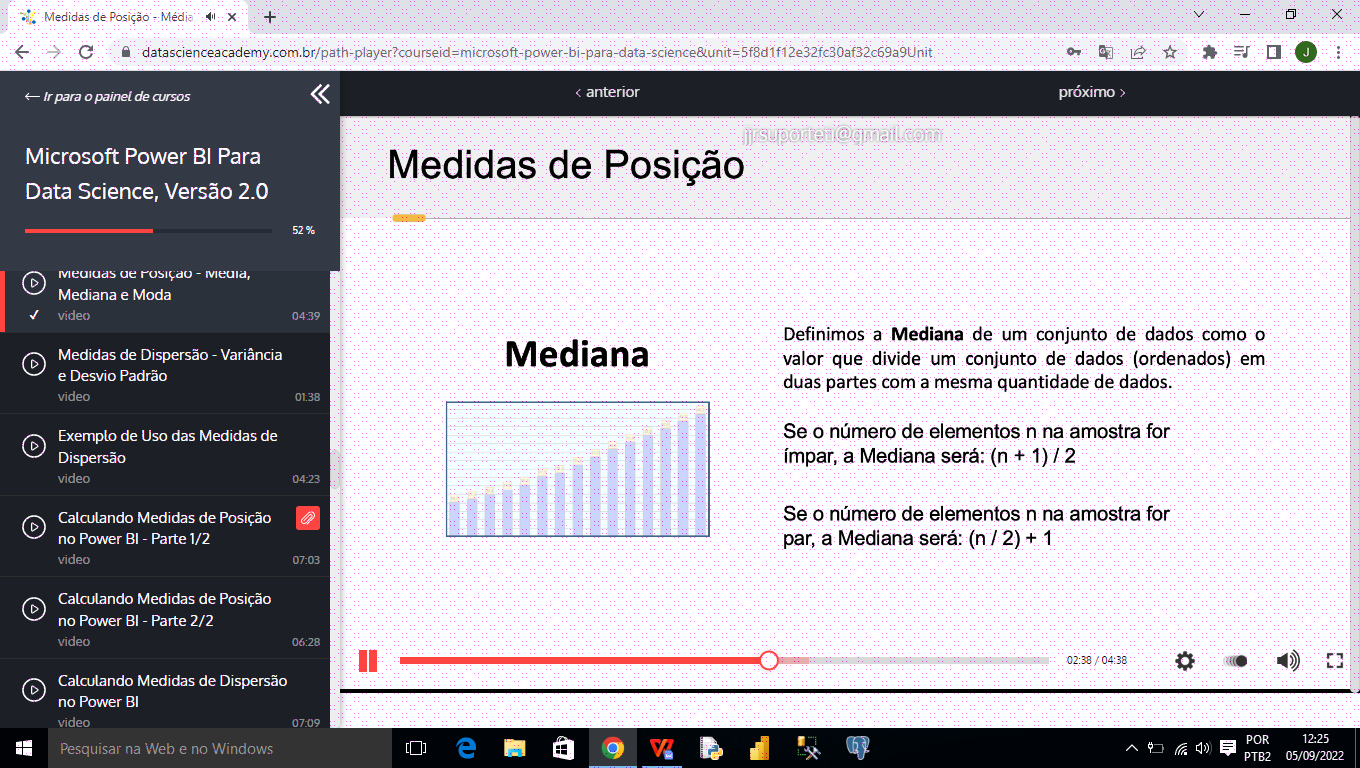 Medidas de Posição - Média
datascienceacademy.com.br/path-player?courseid=microsoft-power-bi-para-data-science&unit=5f8d1f12e32fc30af32c69a9Unit
J
Ir para o painel de cursos
anterior
próximo
Microsoft Power BI Para
Data Science, Versão 2.0
52 %
Medidas de Posição - Média,
Mediana e Moda
video
04:39
Medidas de Dispersão - Variância
e Desvio Padrão
video
01:38
Exemplo de Uso das Medidas de
Dispersão
video
04:23
Calculando Medidas de Posição
no Power BI - Parte 1/2
video
07:03
Calculando Medidas de Posição
no Power BI - Parte 2/2
video
06:28
Calculando Medidas de Dispersão
no Power BI
video
07:09
jjrsuporteti@gmail.com
Medidas de Posição
Mediana
Definimos a Mediana de um conjunto de dados como o
valor que divide um conjunto de dados (ordenados) em
duas partes com a mesma quantidade de dados.
Se o número de elementos n na amostra for
ímpar, a Mediana será: (n + 1) / 2
Se o número de elementos n na amostra for
par, a Mediana será: (n / 2) + 1
02:38 / 04:38
Pesquisar na Web e no Windows
POR
PTB2
12:25
05/09/2022